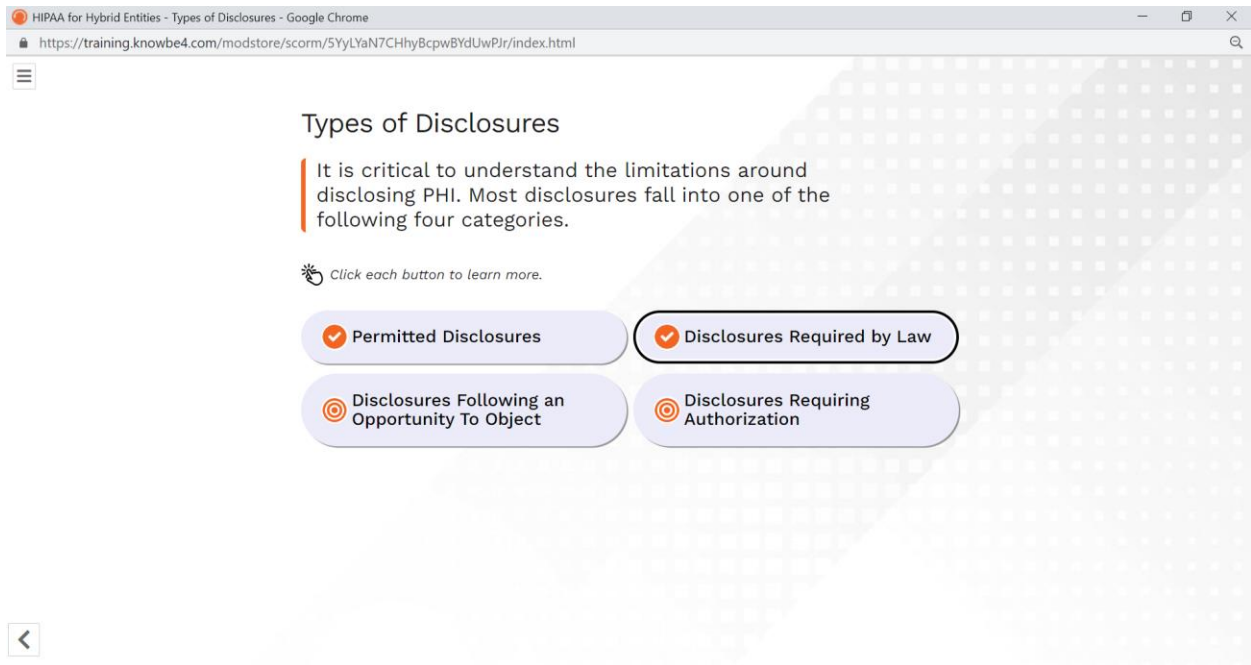 HIPAA for Hybrid Entities - Types of Disclosures - Google Chrome
https://training.knowbe4.com/modstore/scorm/5YyLYaN7CHhyBcpwBYdUwPJr/index.html
Types of Disclosures
It is critical to understand the limitations around
disclosing PHI. Most disclosures fall into one of the
following four categories.
Click each button to learn more.
Permitted Disclosures
Disclosures Required by Law
Disclosures Following an
Opportunity To Object
Disclosures Requiring
Authorization